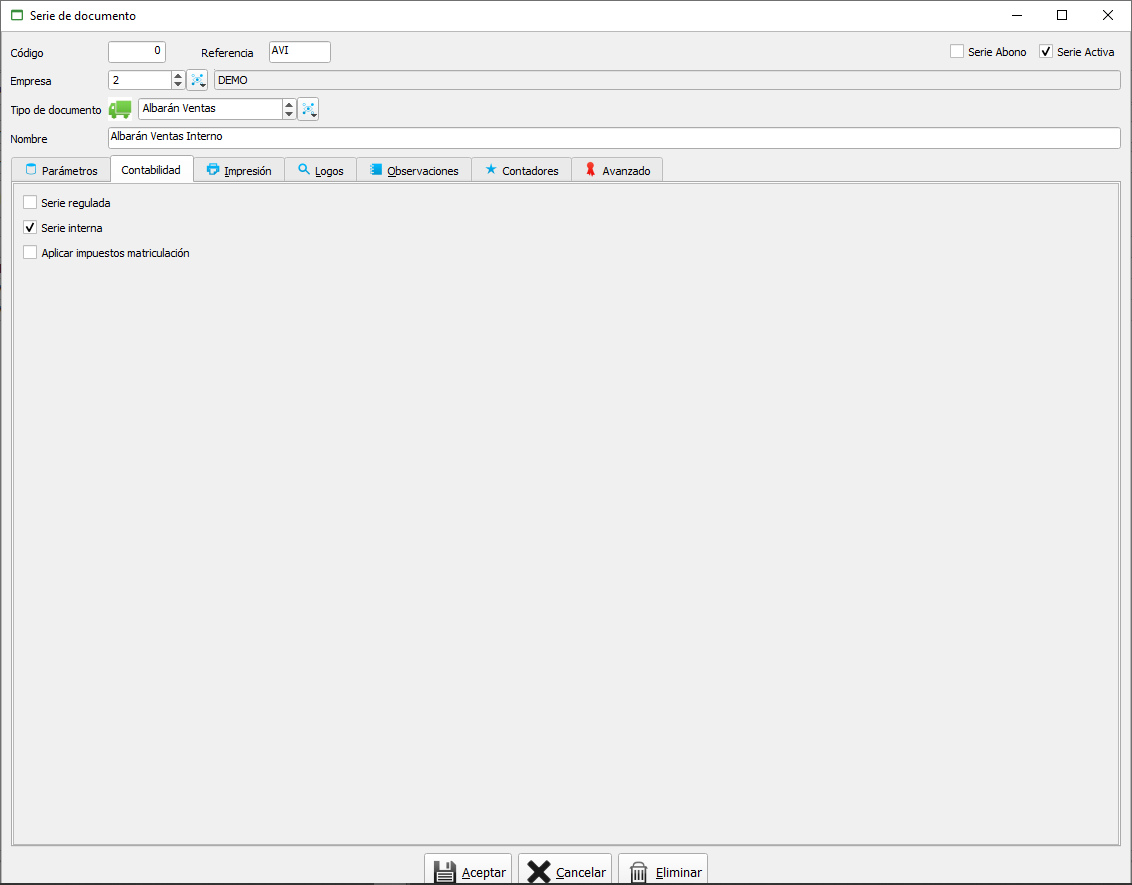 Serie de documento
Código 0 Referencia AVI Serie Abono Serie Activa
Empresa 2 DEMO
Tipo de documento Albarán Ventas
Nombre Albarán Ventas Interno
Parámetros Contabilidad Impresión Logos Observaciones Contadores Avanzado
Serie regulada
Serie interna
Aplicar impuestos matriculación
Aceptar Cancelar Eliminar